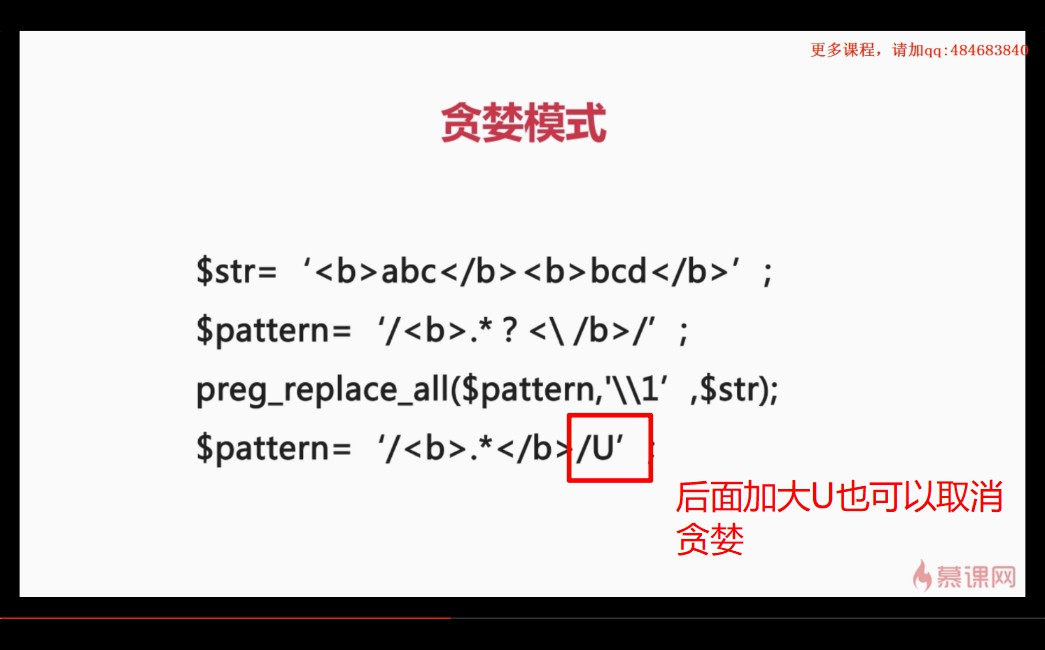 更多课程，请加qq:484683840
贪婪模式
$str= ‘<b>abc</b><b>bcd</b>’ ;
$pattern= ‘/<b>.*？<\ /b>/’ ;
preg_replace_all($pattern,'\\1’ ,$str);
$pattern= ‘/<b>.*</b>/U’ ;
后面加大U也可以取消
贪婪
慕课网